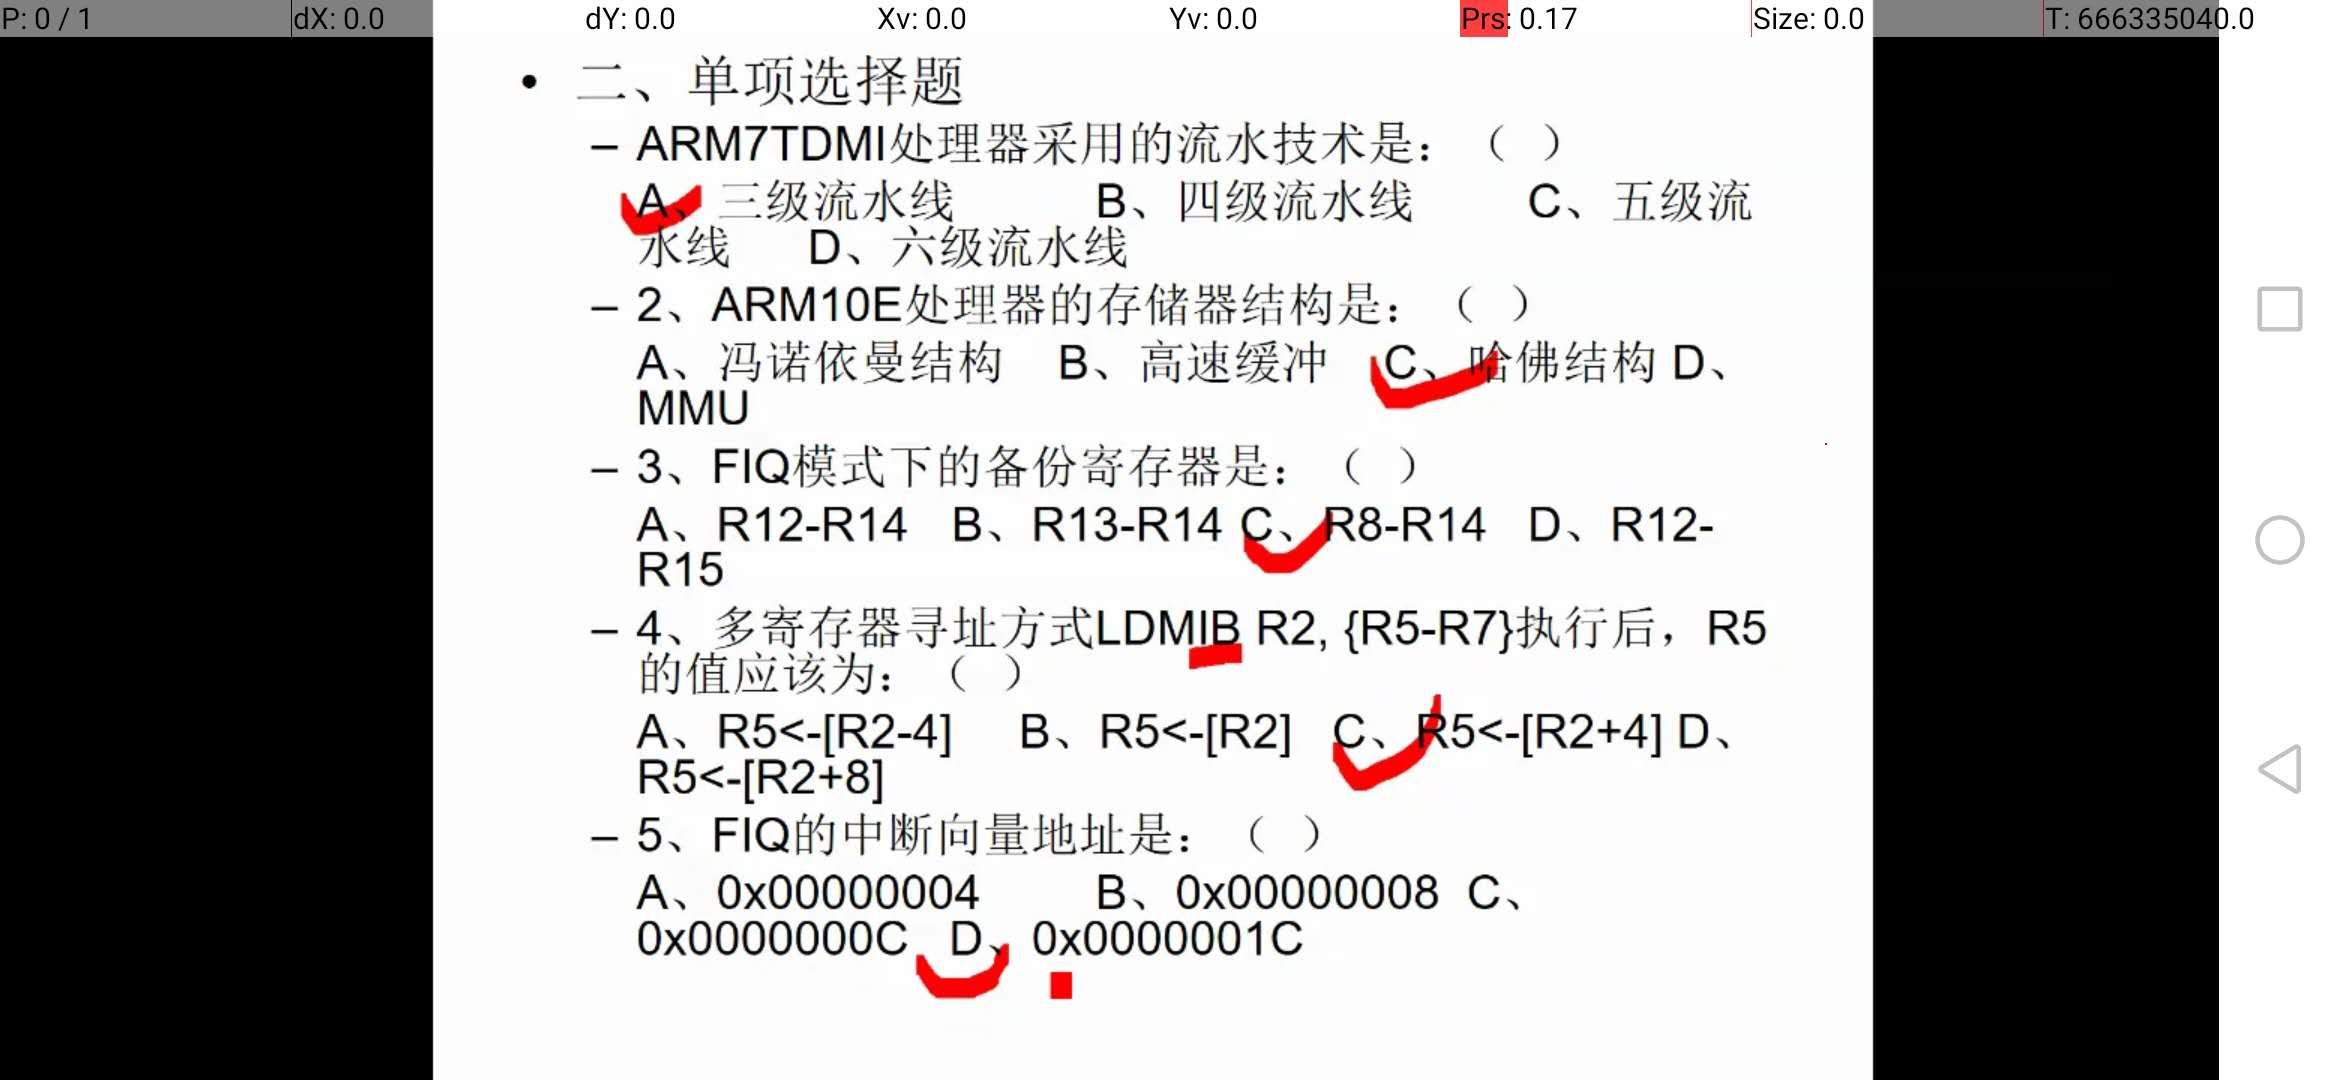 P: 0 / 1 dX: 0.0 dY: 0.0 Xv: 0.0 Yv: 0.0 Prs: 0.17 Size: 0.0 T: 666335040.0
• 二、单项选择题
– ARM7TDMI处理器采用的流水技术是：（ ）
A、三级流水线 B、四级流水线 C、五级流
水线 D、六级流水线
– 2、ARM10E处理器的存储器结构是：（ ）
A、冯诺依曼结构 B、高速缓冲 C、哈佛结构 D、
MMU
– 3、FIQ模式下的备份寄存器是：（ ）
A、R12-R14 B、R13-R14 C、R8-R14 D、R12-
R15
– 4、多寄存器寻址方式LDMIB R2, {R5-R7}执行后，R5
的值应该为：（ ）
A、R5<-[R2-4] B、R5<-[R2] C、R5<-[R2+4] D、
R5<-[R2+8]
– 5、FIQ的中断向量地址是：（ ）
A、0x00000004 B、0x00000008 C、
0x0000000C D、0x0000001C